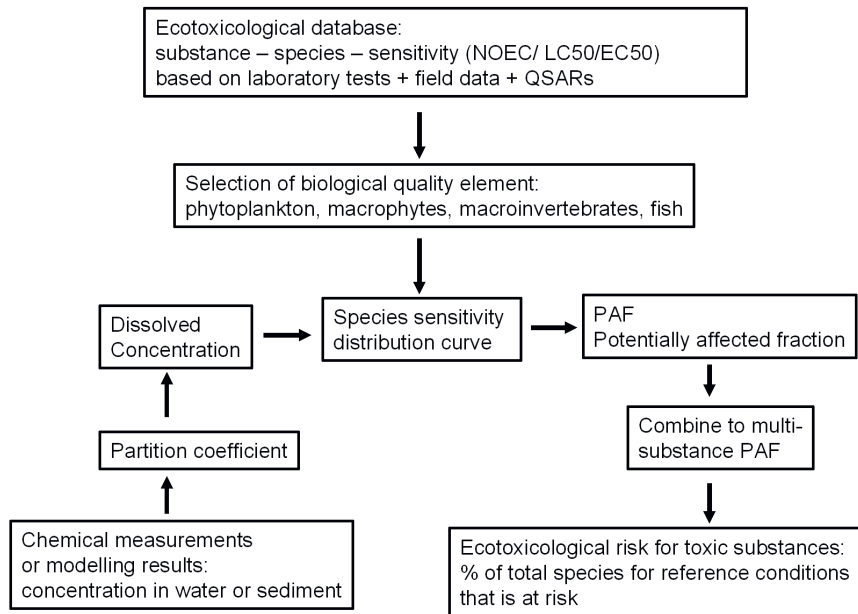 Ecotoxicological database:
substance – species – sensitivity (NOEC/ LC50/EC50)
based on laboratory tests + field data + QSARs
Selection of biological quality element:
phytoplankton, macrophytes, macroinvertebrates, fish
Dissolved
Concentration
Species sensitivity
distribution curve
PAF
Potentially affected fraction
Partition coefficient
Combine to multi-
substance PAF
Chemical measurements
or modelling results:
concentration in water or sediment
Ecotoxicological risk for toxic substances:
% of total species for reference conditions
that is at risk